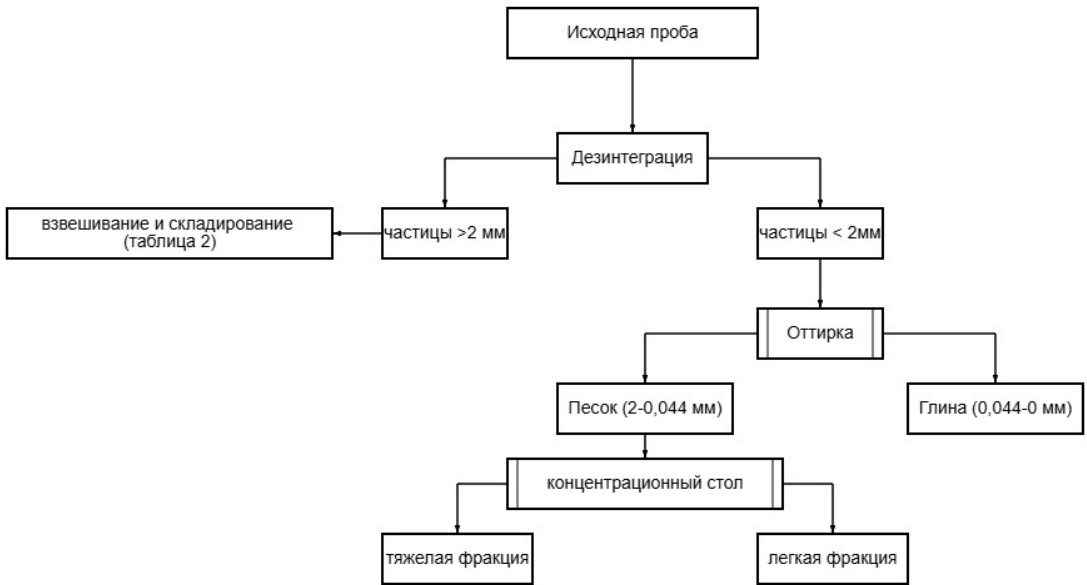 Исходная проба
Дезинтеграция
взвешивание и складирование
(таблица 2)
частицы >2 мм
частицы < 2мм
Оттирка
Песок (2-0,044 мм)
Глина (0,044-0 мм)
концентрационный стол
тяжелая фракция
легкая фракция